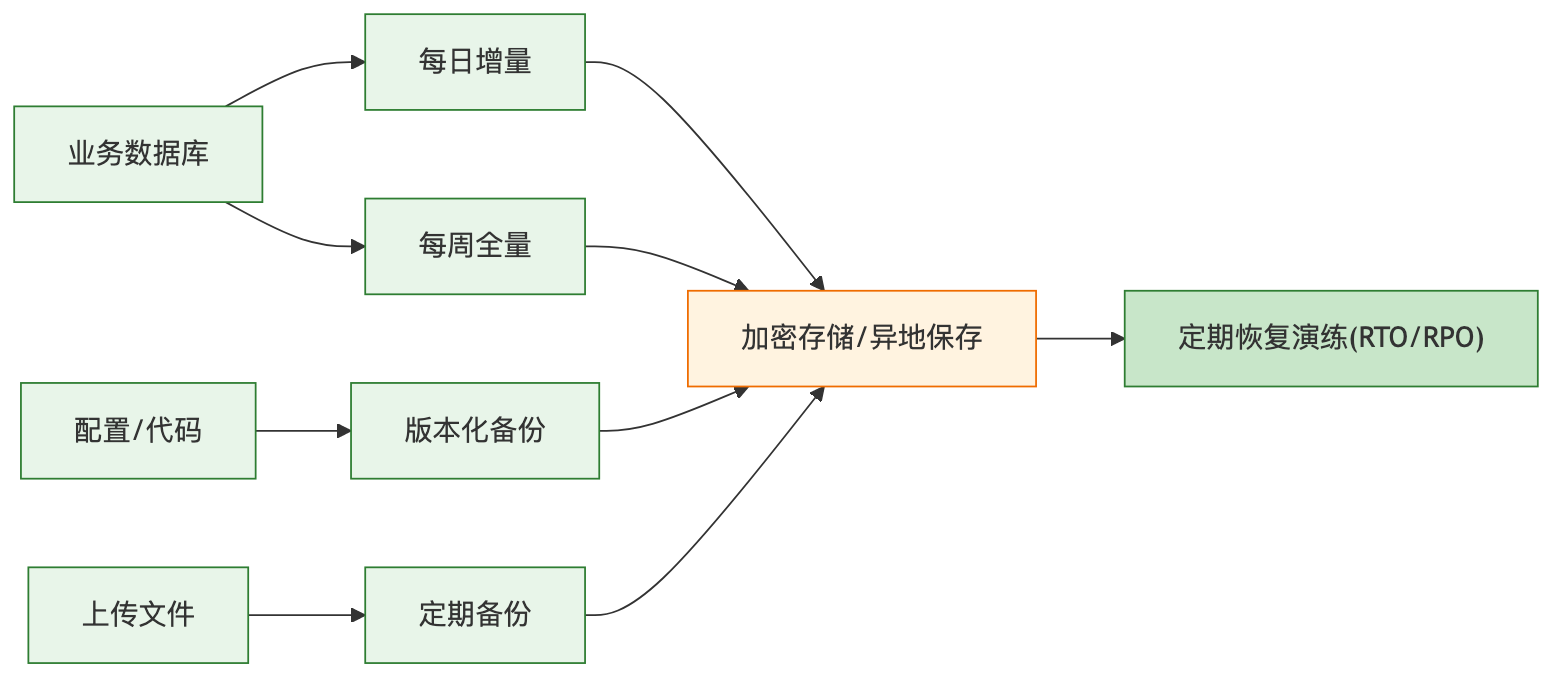 每日增量
业务数据库
每周全量
加密存储/异地保存
定期恢复演练(RTO/RPO)
配置/代码
版本化备份
上传文件
定期备份